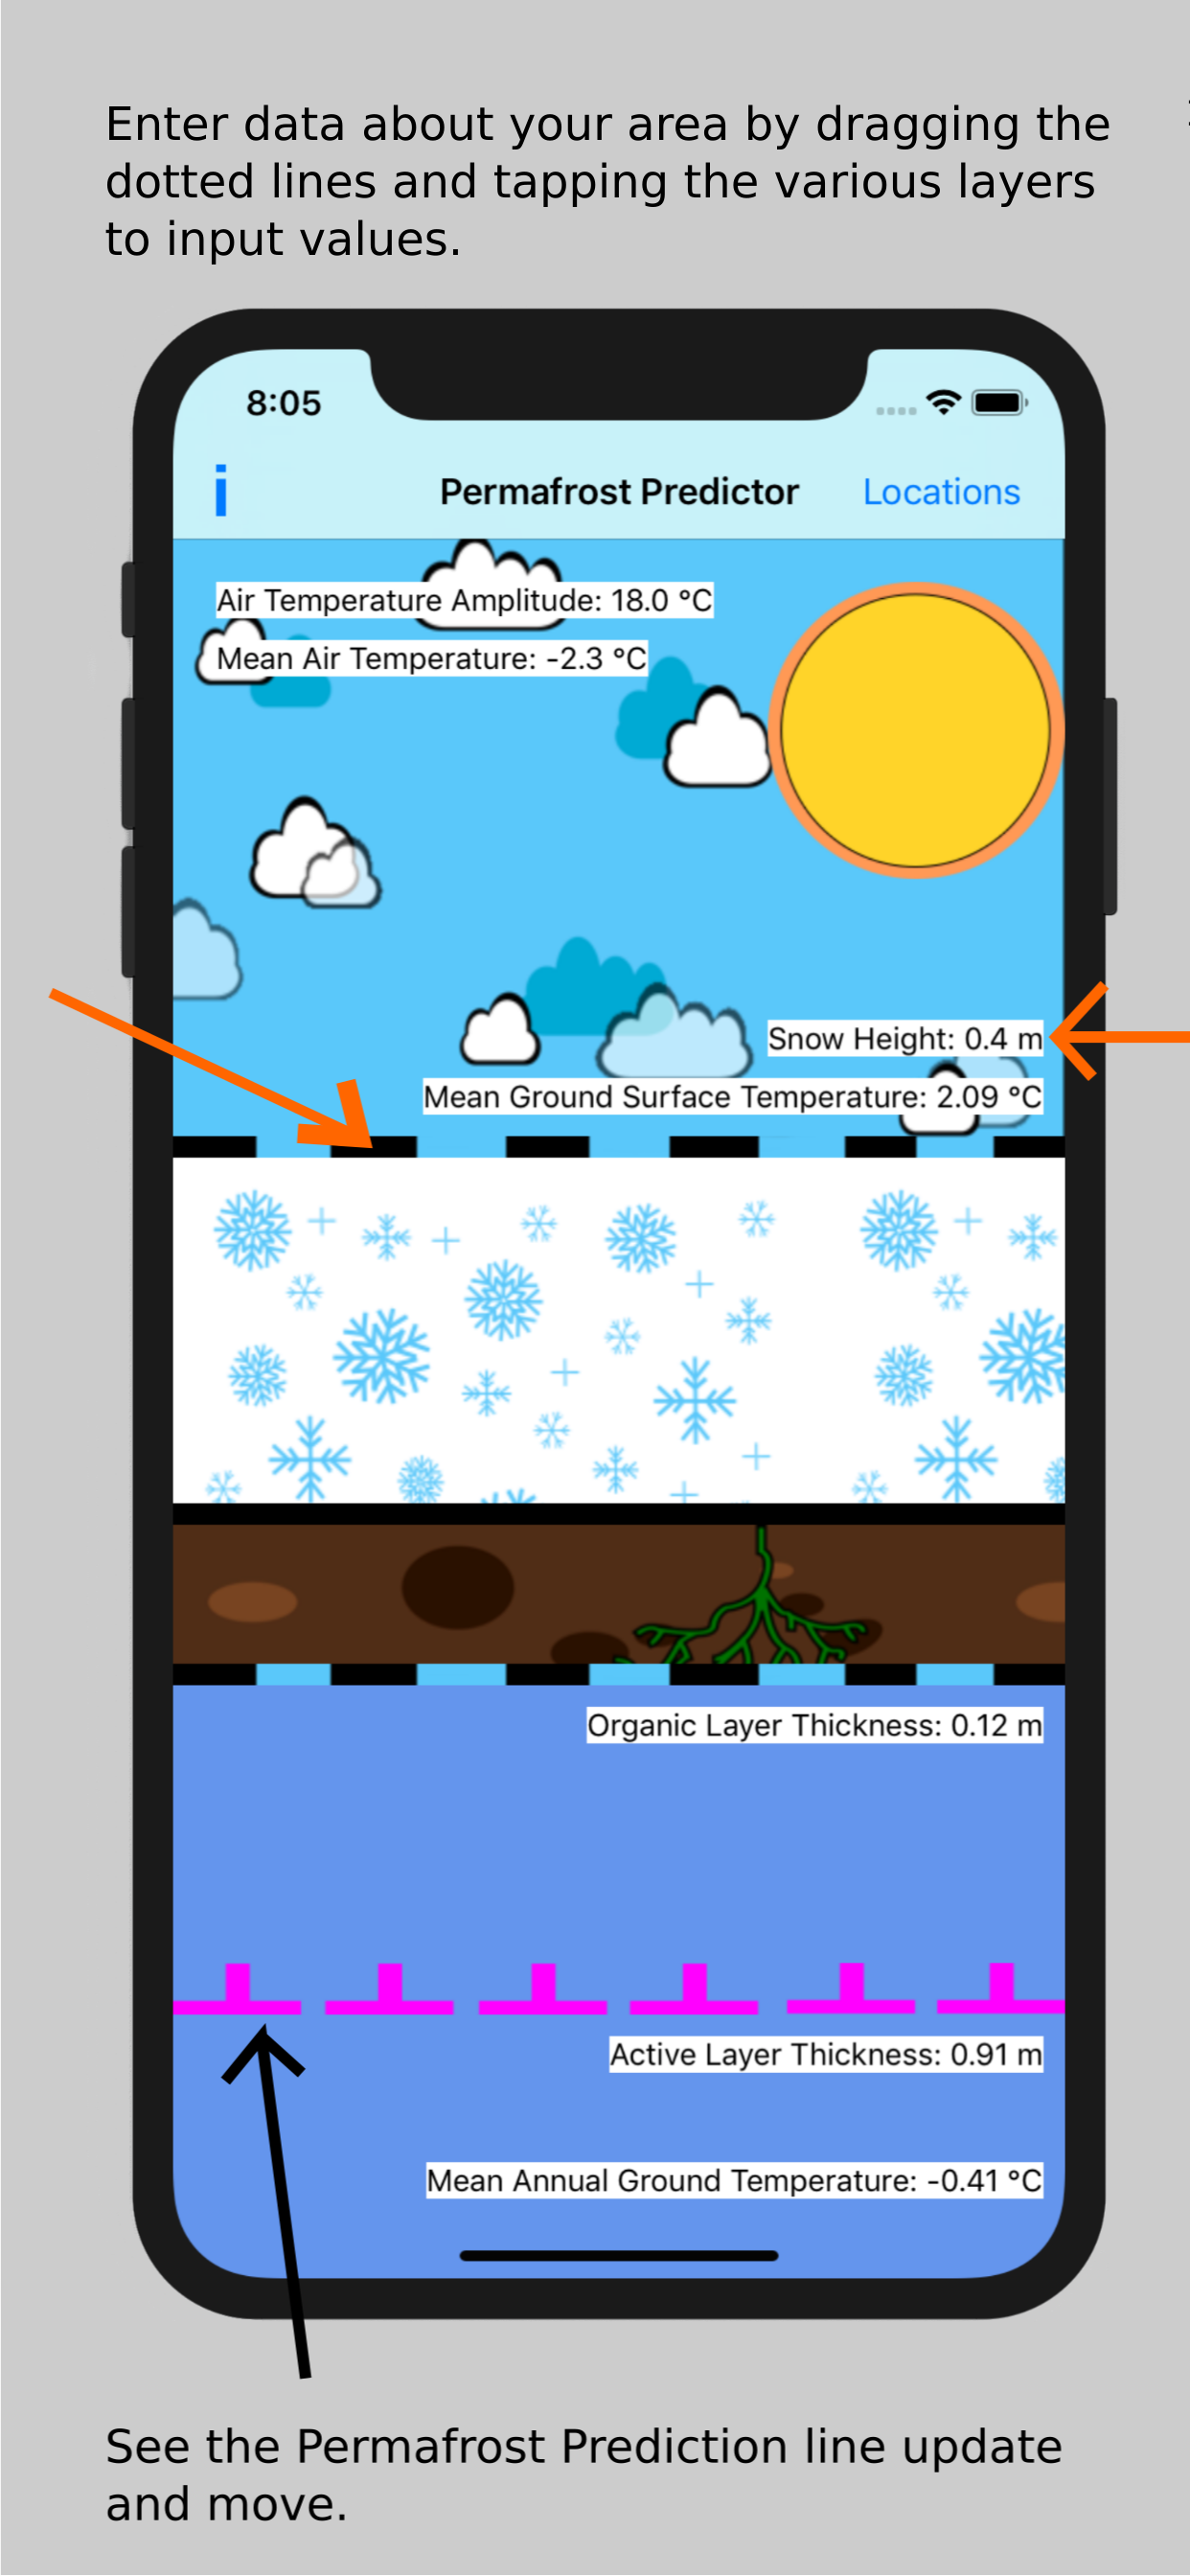 Enter data about your area by dragging the
dotted lines and tapping the various layers
to input values.
8:05
i
Permafrost Predictor
Locations
Air Temperature Amplitude: 18.0 °C
Mean Air Temperature: -2.3 °C
Snow Height: 0.4 m
Mean Ground Surface Temperature: 2.09 °C
Organic Layer Thickness: 0.12 m
Active Layer Thickness: 0.91 m
Mean Annual Ground Temperature: -0.41 °C
See the Permafrost Prediction line update
and move.